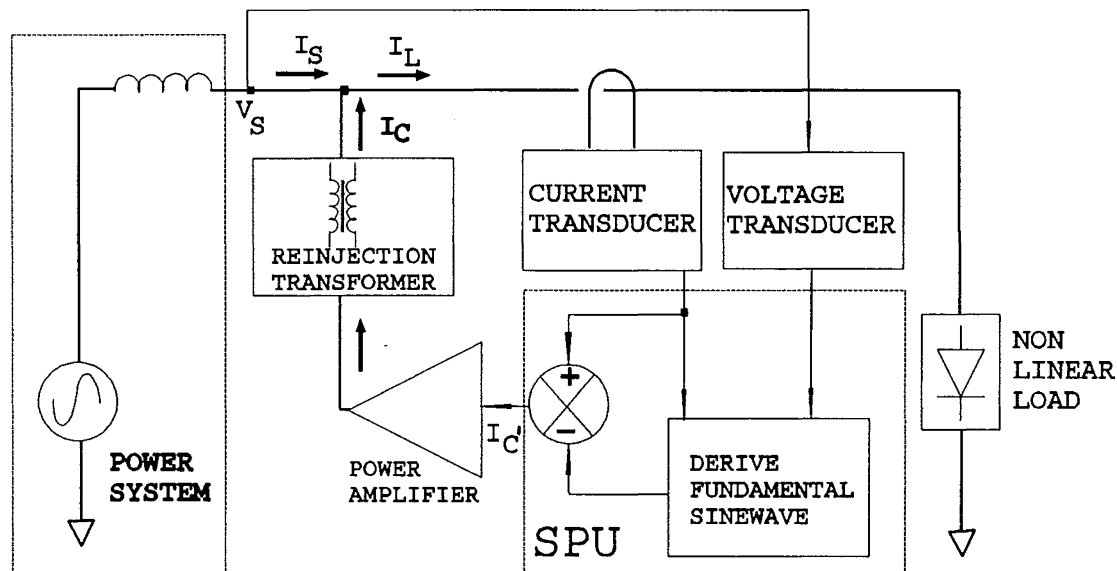 I_S
I_L
V_S
I_C
CURRENT
TRANSDUCER
VOLTAGE
TRANSDUCER
REINJECTION
TRANSFORMER
NON
LINEAR
LOAD
+
−
I_C'
POWER
SYSTEM
POWER
AMPLIFIER
DERIVE
FUNDAMENTAL
SINEWAVE
SPU